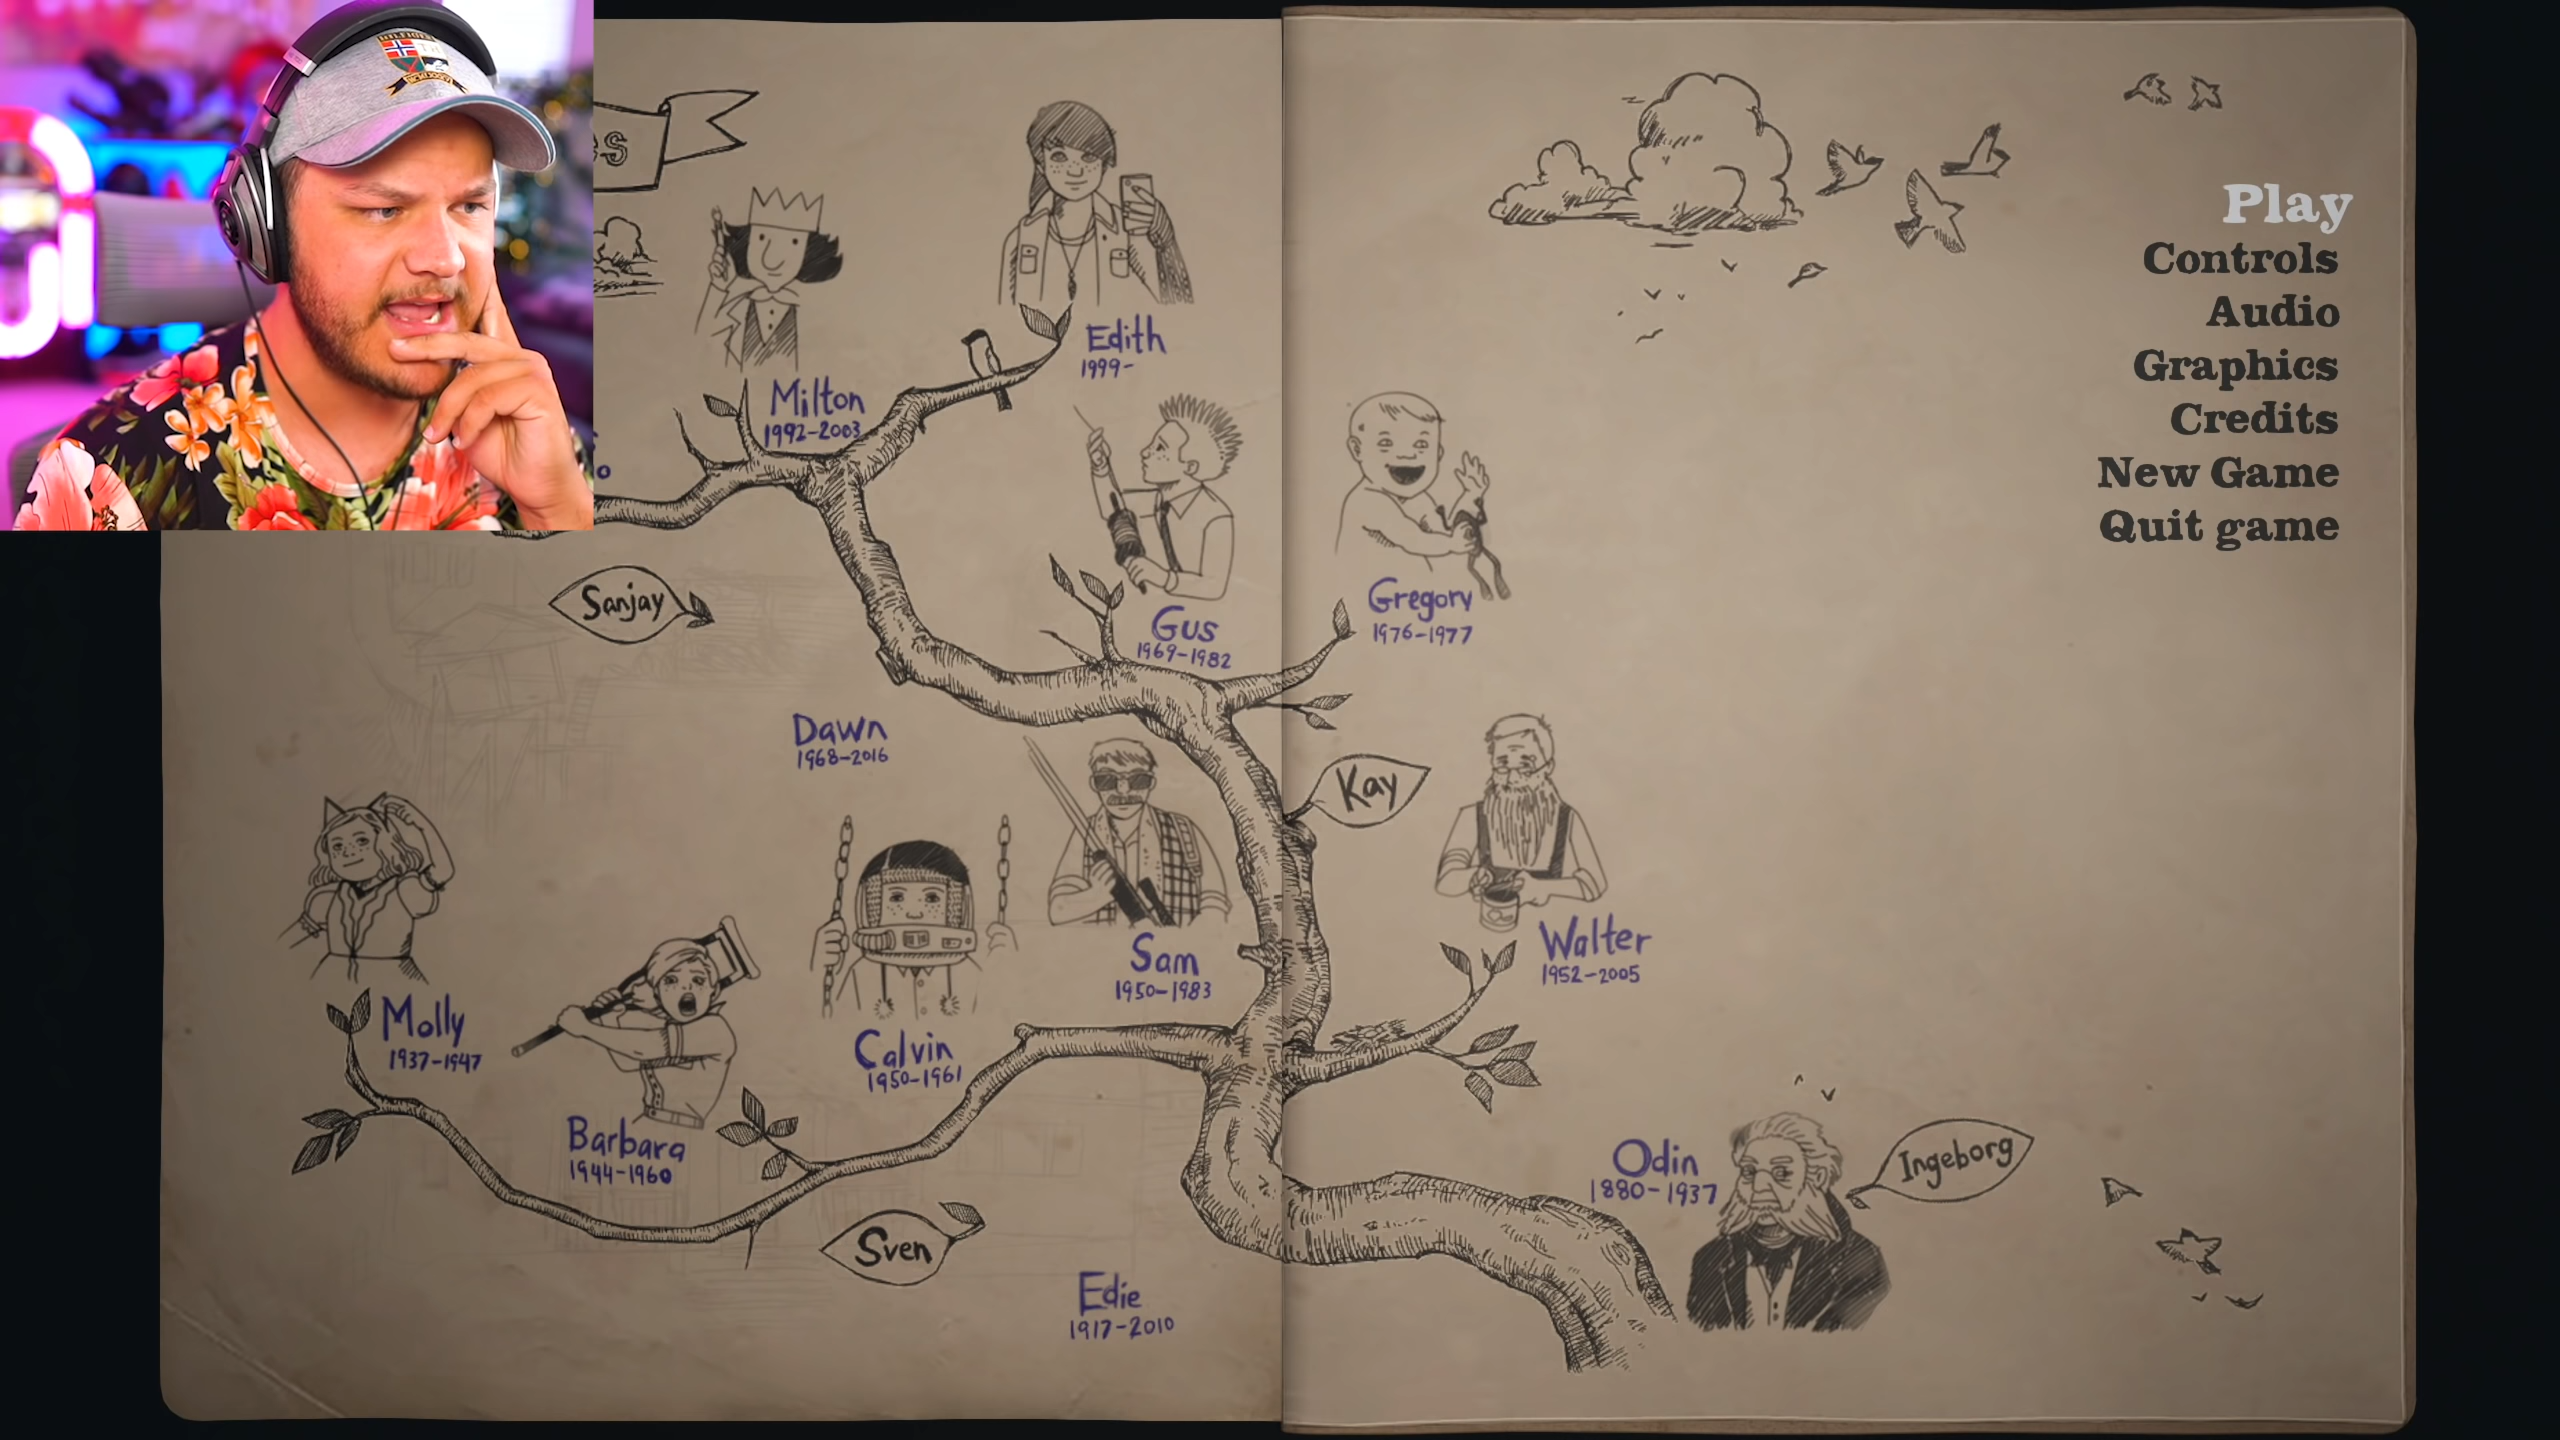 Play
Controls
Audio
Graphics
Credits
New Game
Quit game
Edith
1999-
Milton
1992-2003
Gus
1969-1982
Gregory
1976-1977
Sanjay
Dawn
1968-2016
Kay
Sam
1950-1983
Walter
1952-2005
Molly
1937-1947
Calvin
1950-1961
Barbara
1944-1960
Odin
1880-1937
Ingeborg
Sven
Edie
1917-2010